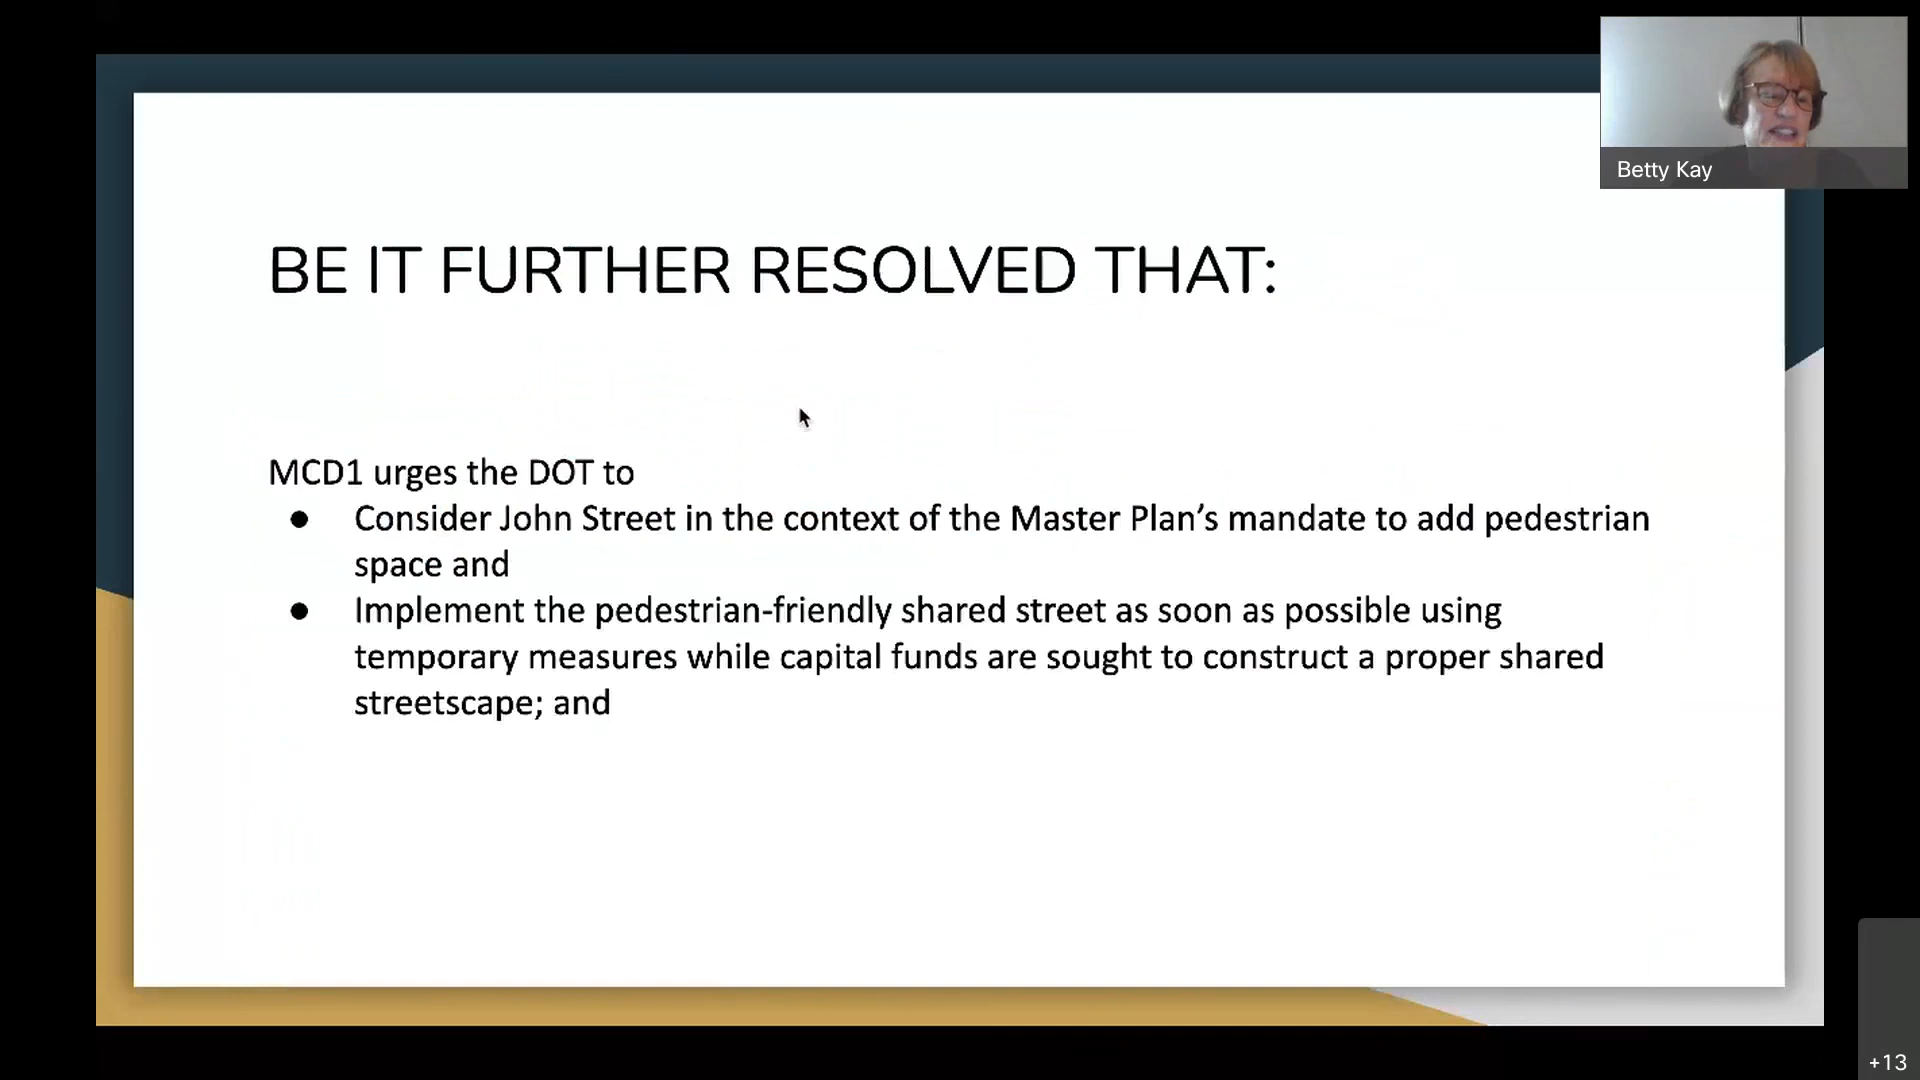 Betty Kay
BE IT FURTHER RESOLVED THAT:
MCD1 urges the DOT to
● Consider John Street in the context of the Master Plan’s mandate to add pedestrian
space and
● Implement the pedestrian-friendly shared street as soon as possible using
temporary measures while capital funds are sought to construct a proper shared
streetscape; and
+13